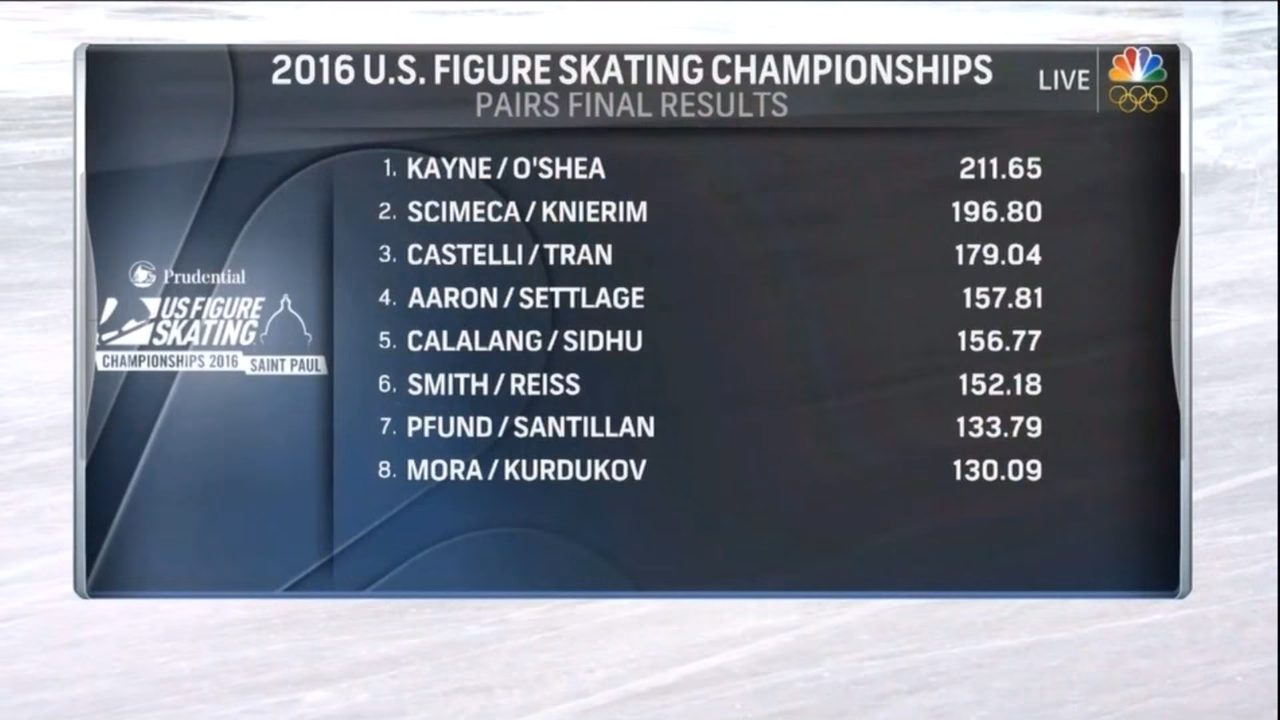 2016 U.S. FIGURE SKATING CHAMPIONSHIPS
LIVE
PAIRS FINAL RESULTS
1. KAYNE / O'SHEA 211.65
2. SCIMECA / KNIERIM 196.80
3. CASTELLI / TRAN 179.04
4. AARON / SETTLAGE 157.81
5. CALALANG / SIDHU 156.77
6. SMITH / REISS 152.18
7. PFUND / SANTILLAN 133.79
8. MORA / KURDUKOV 130.09
Prudential
US FIGURE
SKATING
CHAMPIONSHIPS 2016 SAINT PAUL